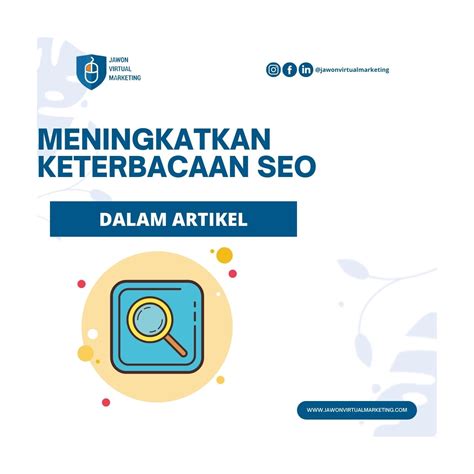 JAWON
VIRTUAL
MARKETING
@jawonvirtualmarketing
MENINGKATKAN
KETERBACAAN SEO
DALAM ARTIKEL
WWW.JAWONVIRTUALMARKETING.COM